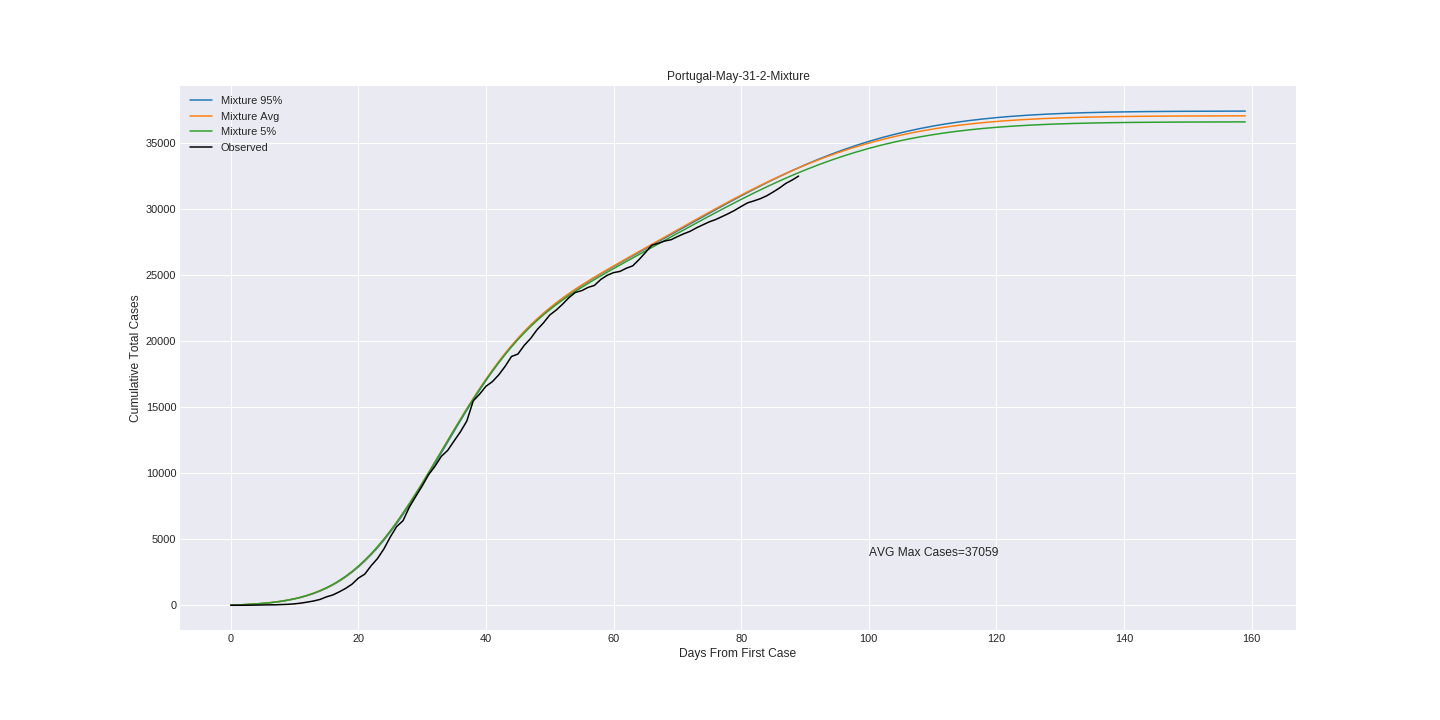 Portugal-May-31-2-Mixture
Mixture 95%
Mixture Avg
Mixture 5%
Observed
35000
30000
25000
20000
15000
10000
5000
0
Cumulative Total Cases
AVG Max Cases=37059
0 20 40 60 80 100 120 140 160
Days From First Case